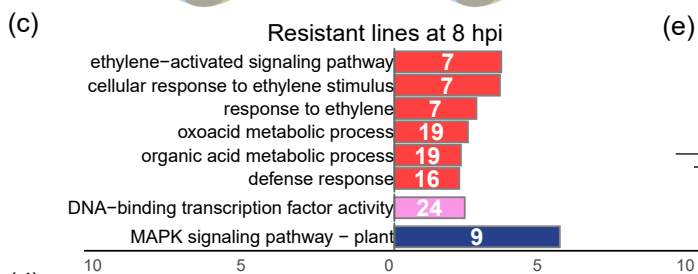 (c)
Resistant lines at 8 hpi
(e)
ethylene−activated signaling pathway 7
cellular response to ethylene stimulus 7
response to ethylene 7
oxoacid metabolic process 19
organic acid metabolic process 19
defense response 16
DNA−binding transcription factor activity 24
MAPK signaling pathway − plant 9
10 5 0 5 10